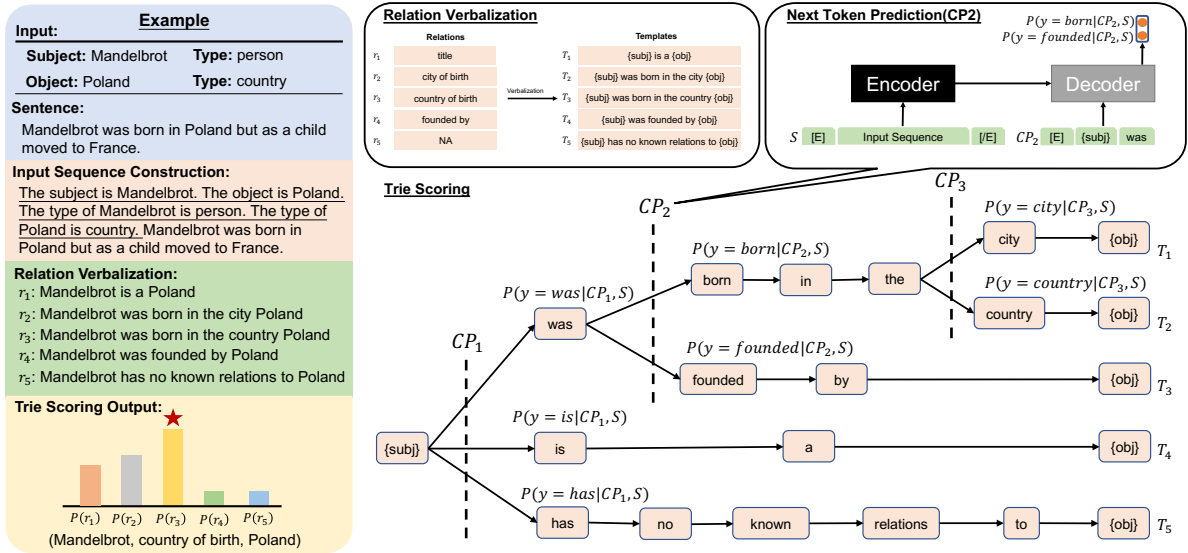 Example
Input:
Subject: Mandelbrot Type: person
Object: Poland Type: country
Sentence:
Mandelbrot was born in Poland but as a child
moved to France.
Input Sequence Construction:
The subject is Mandelbrot. The object is Poland.
The type of Mandelbrot is person. The type of
Poland is country. Mandelbrot was born in
Poland but as a child moved to France.
Relation Verbalization:
r1: Mandelbrot is a Poland
r2: Mandelbrot was born in the city Poland
r3: Mandelbrot was born in the country Poland
r4: Mandelbrot was founded by Poland
r5: Mandelbrot has no known relations to Poland
Trie Scoring Output:
P(r1) P(r2) P(r3) P(r4) P(r5)
(Mandelbrot, country of birth, Poland)
Relation Verbalization
Relations Templates
r1 title T1 {subj} is a {obj}
r2 city of birth T2 {subj} was born in the city {obj}
Verbalization
r3 country of birth T3 {subj} was born in the country {obj}
r4 founded by T4 {subj} was founded by {obj}
r5 NA T5 {subj} has no known relations to {obj}
Next Token Prediction(CP2)
P(y = born|CP2, S)
P(y = founded|CP2, S)
Encoder Decoder
S [E] Input Sequence [/E] CP2 [E] {subj} was
Trie Scoring
CP1 CP2 CP3
P(y = city|CP3, S)
city {obj} T1
P(y = born|CP2, S)
born in the
P(y = country|CP3, S)
country {obj} T2
P(y = was|CP1, S)
was
P(y = founded|CP2, S)
founded by {obj} T3
P(y = is|CP1, S)
{subj} is a {obj} T4
P(y = has|CP1, S)
has no known relations to {obj} T5